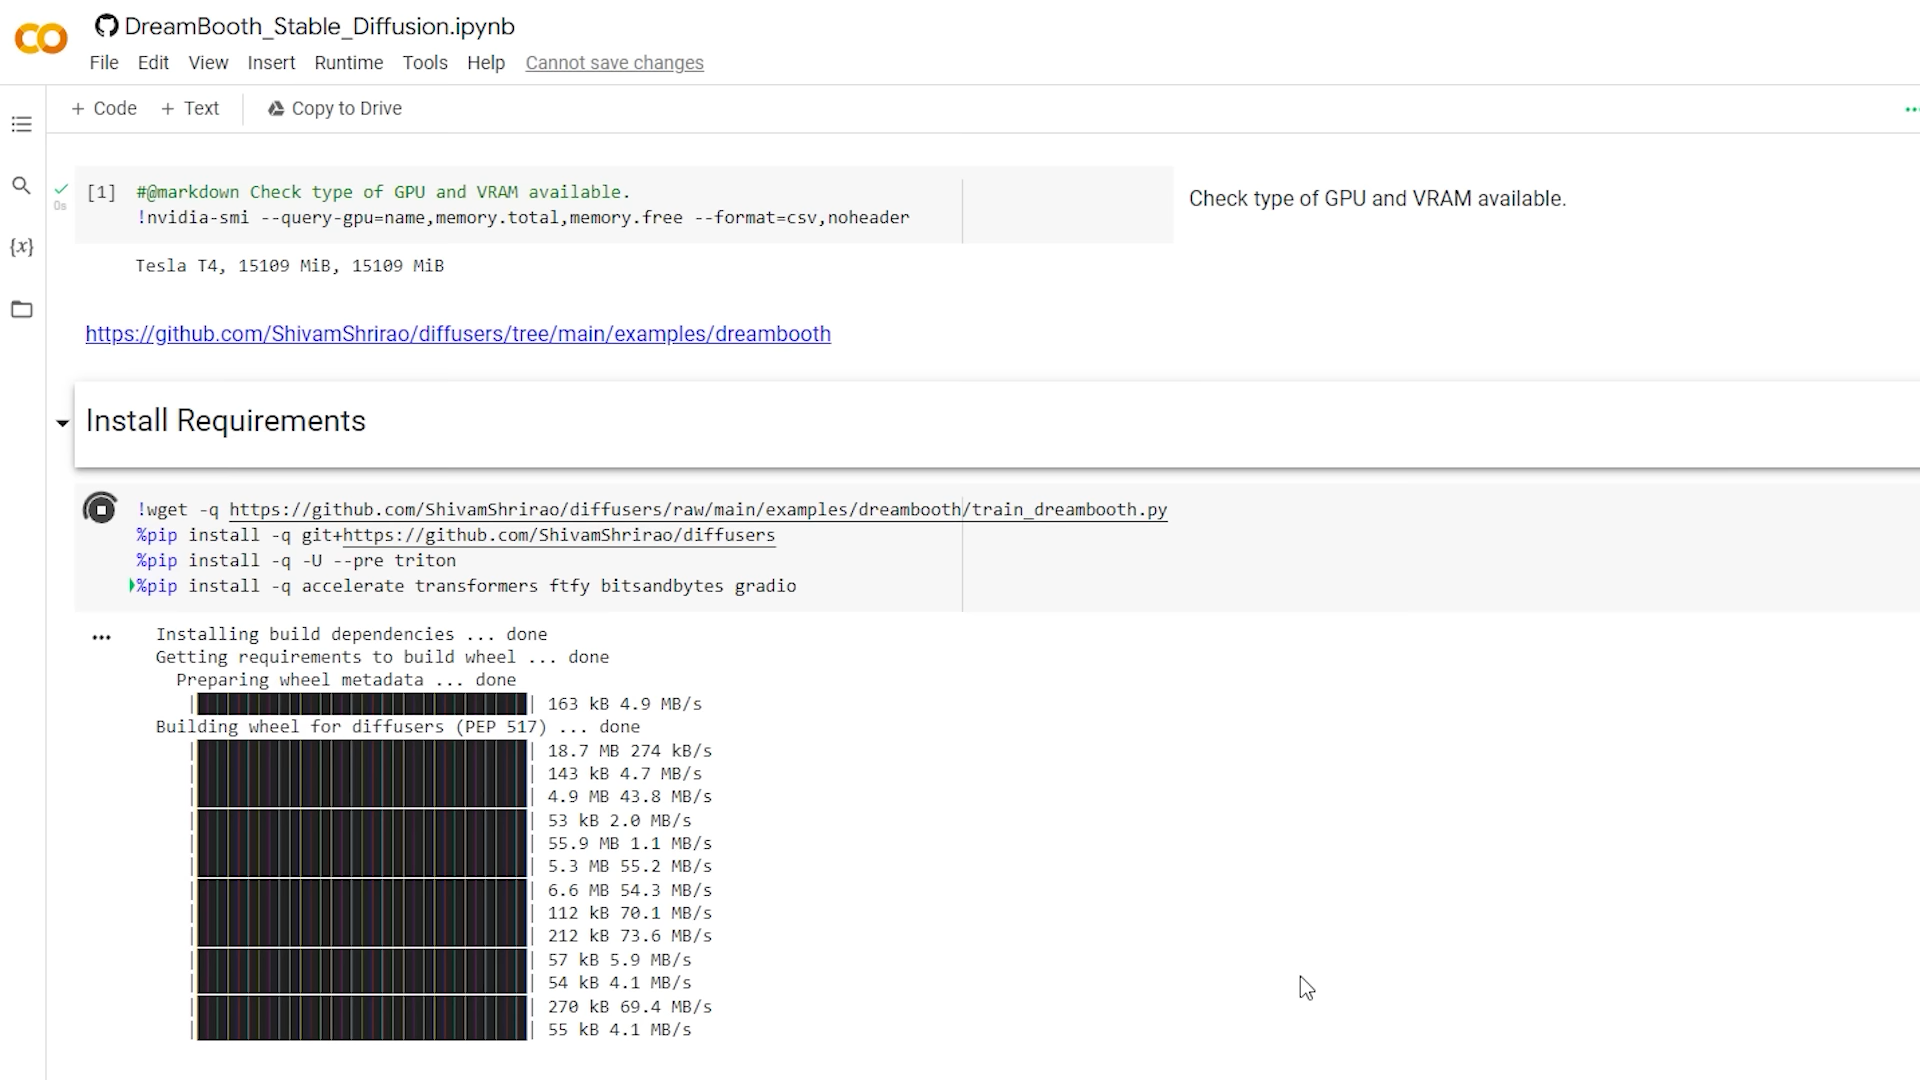 DreamBooth_Stable_Diffusion.ipynb
File Edit View Insert Runtime Tools Help Cannot save changes
+ Code + Text Copy to Drive
[1] #@markdown Check type of GPU and VRAM available.
!nvidia-smi --query-gpu=name,memory.total,memory.free --format=csv,noheader
0s
Check type of GPU and VRAM available.
{x}
Tesla T4, 15109 MiB, 15109 MiB
https://github.com/ShivamShrirao/diffusers/tree/main/examples/dreambooth
Install Requirements
!wget -q https://github.com/ShivamShrirao/diffusers/raw/main/examples/dreambooth/train_dreambooth.py
%pip install -q git+https://github.com/ShivamShrirao/diffusers
%pip install -q -U --pre triton
%pip install -q accelerate transformers ftfy bitsandbytes gradio
Installing build dependencies ... done
Getting requirements to build wheel ... done
Preparing wheel metadata ... done
| | 163 kB 4.9 MB/s
Building wheel for diffusers (PEP 517) ... done
| | 18.7 MB 274 kB/s
| | 143 kB 4.7 MB/s
| | 4.9 MB 43.8 MB/s
| | 53 kB 2.0 MB/s
| | 55.9 MB 1.1 MB/s
| | 5.3 MB 55.2 MB/s
| | 6.6 MB 54.3 MB/s
| | 112 kB 70.1 MB/s
| | 212 kB 73.6 MB/s
| | 57 kB 5.9 MB/s
| | 54 kB 4.1 MB/s
| | 270 kB 69.4 MB/s
| | 55 kB 4.1 MB/s